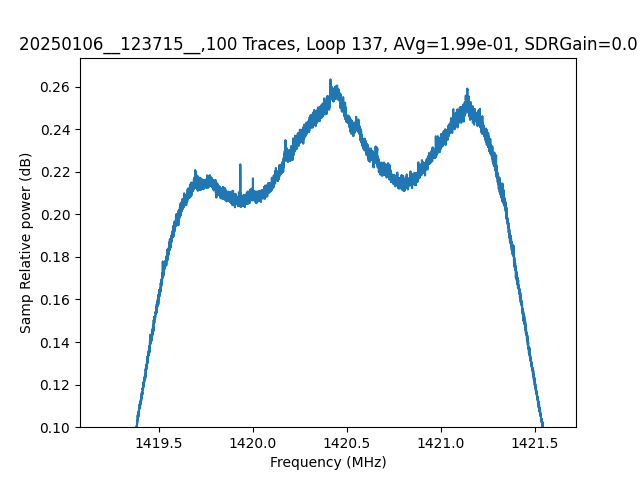 20250106__123715__,100 Traces, Loop 137, AVg=1.99e-01, SDRGain=0.0
0.26
0.24
0.22
0.20
0.18
0.16
0.14
0.12
0.10
Samp Relative power (dB)
1419.5 1420.0 1420.5 1421.0 1421.5
Frequency (MHz)